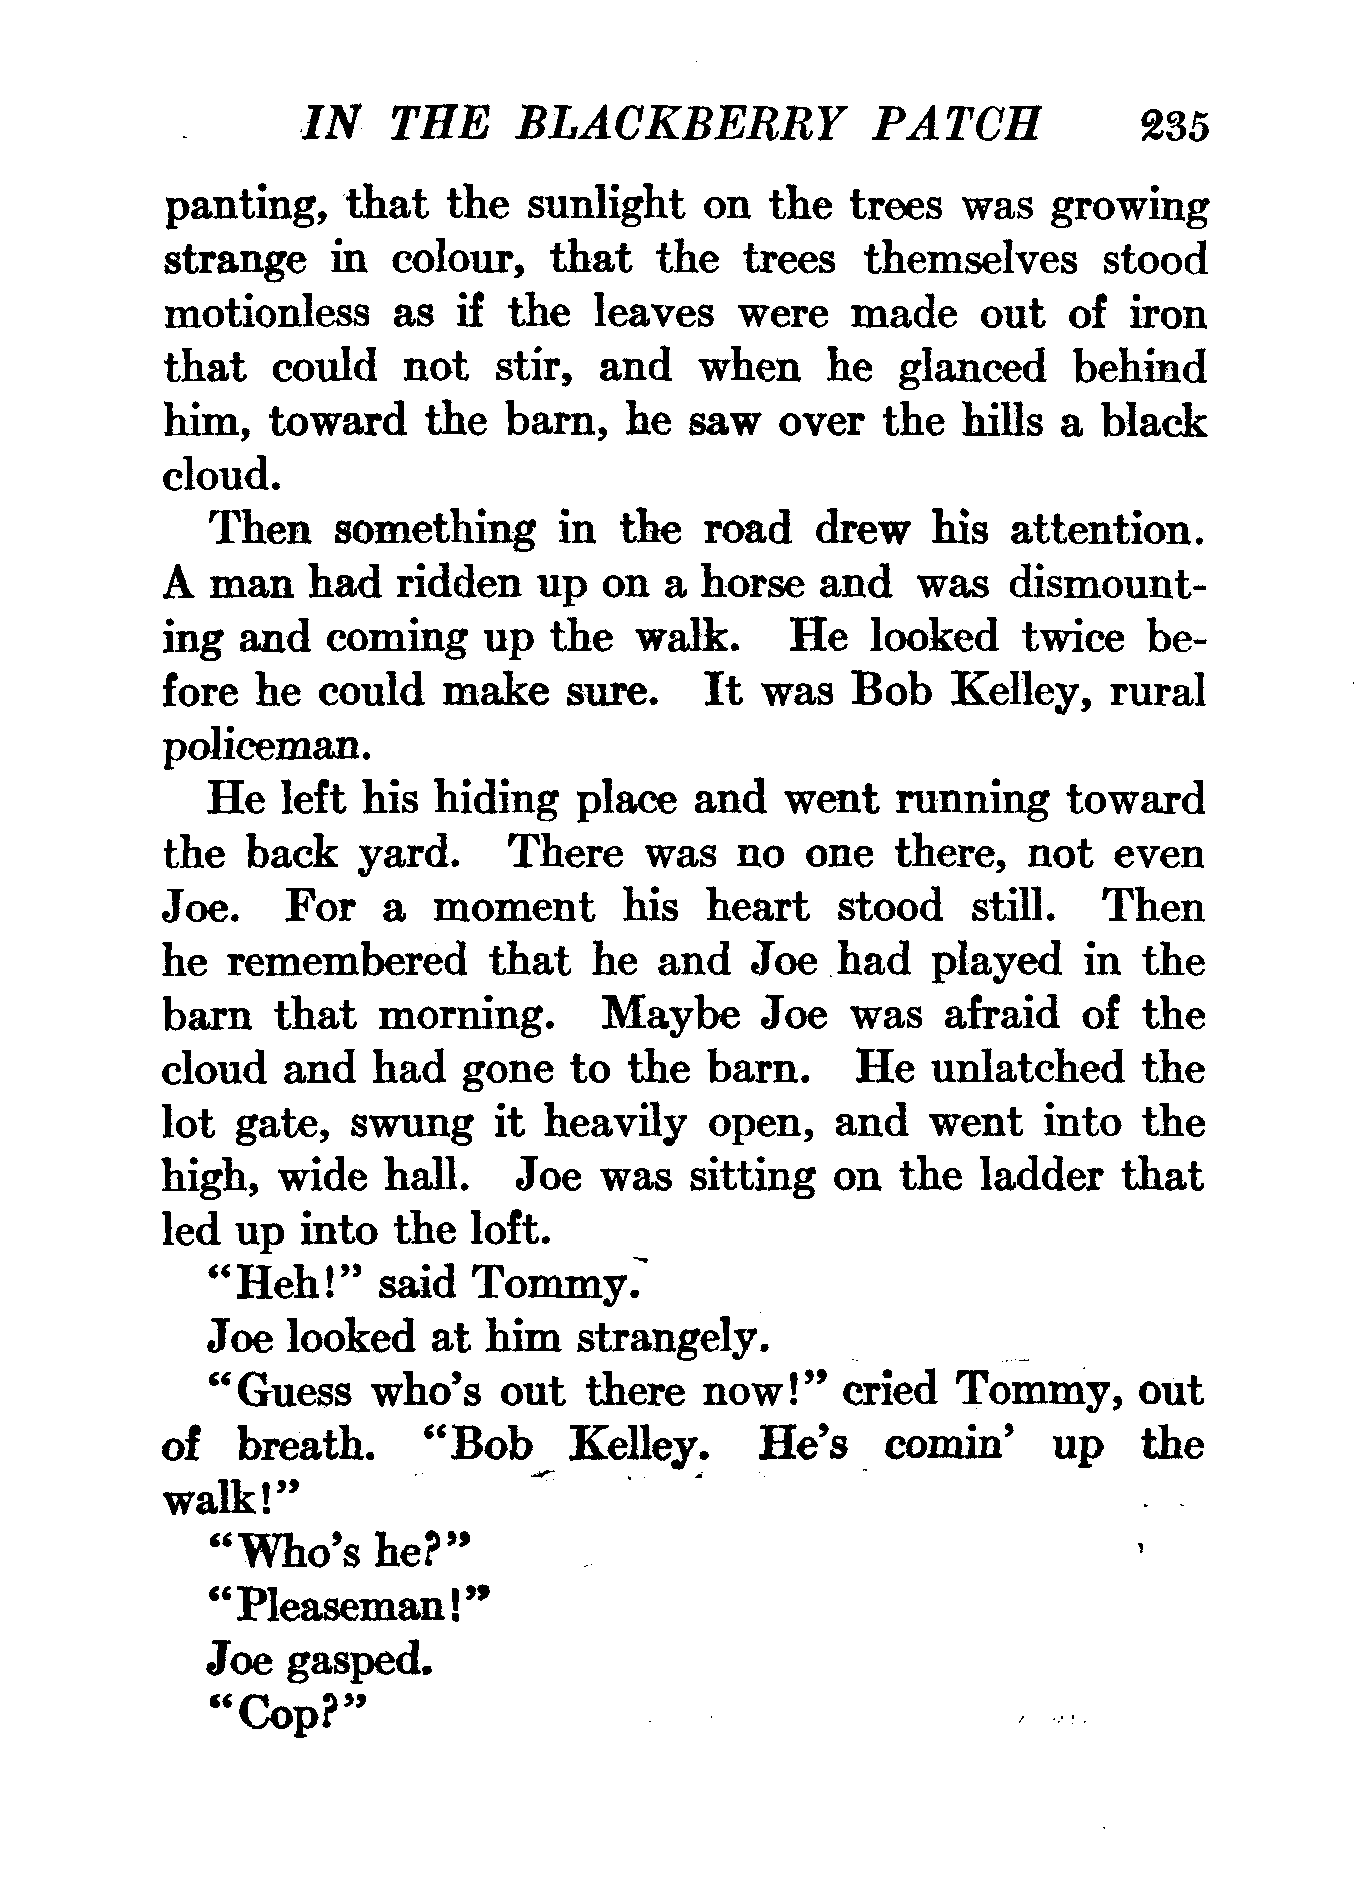 IN THE BLACKBERRY PATCH 235
panting, that the sunlight on the trees was growing
strange in colour, that the trees themselves stood
motionless as if the leaves were made out of iron
that could not stir, and when he glanced behind
him, toward the barn, he saw over the hills a black
cloud.
Then something in the road drew his attention.
A man had ridden up on a horse and was dismount-
ing and coming up the walk. He looked twice be-
fore he could make sure. It was Bob Kelley, rural
policeman.
He left his hiding place and went running toward
the back yard. There was no one there, not even
Joe. For a moment his heart stood still. Then
he remembered that he and Joe had played in the
barn that morning. Maybe Joe was afraid of the
cloud and had gone to the barn. He unlatched the
lot gate, swung it heavily open, and went into the
high, wide hall. Joe was sitting on the ladder that
led up into the loft.
“Heh!” said Tommy.
Joe looked at him strangely.
“Guess who’s out there now!” cried Tommy, out
of breath. “Bob Kelley. He’s comin’ up the
walk!”
“Who’s he?”
“Pleaseman!”
Joe gasped.
“Cop?”